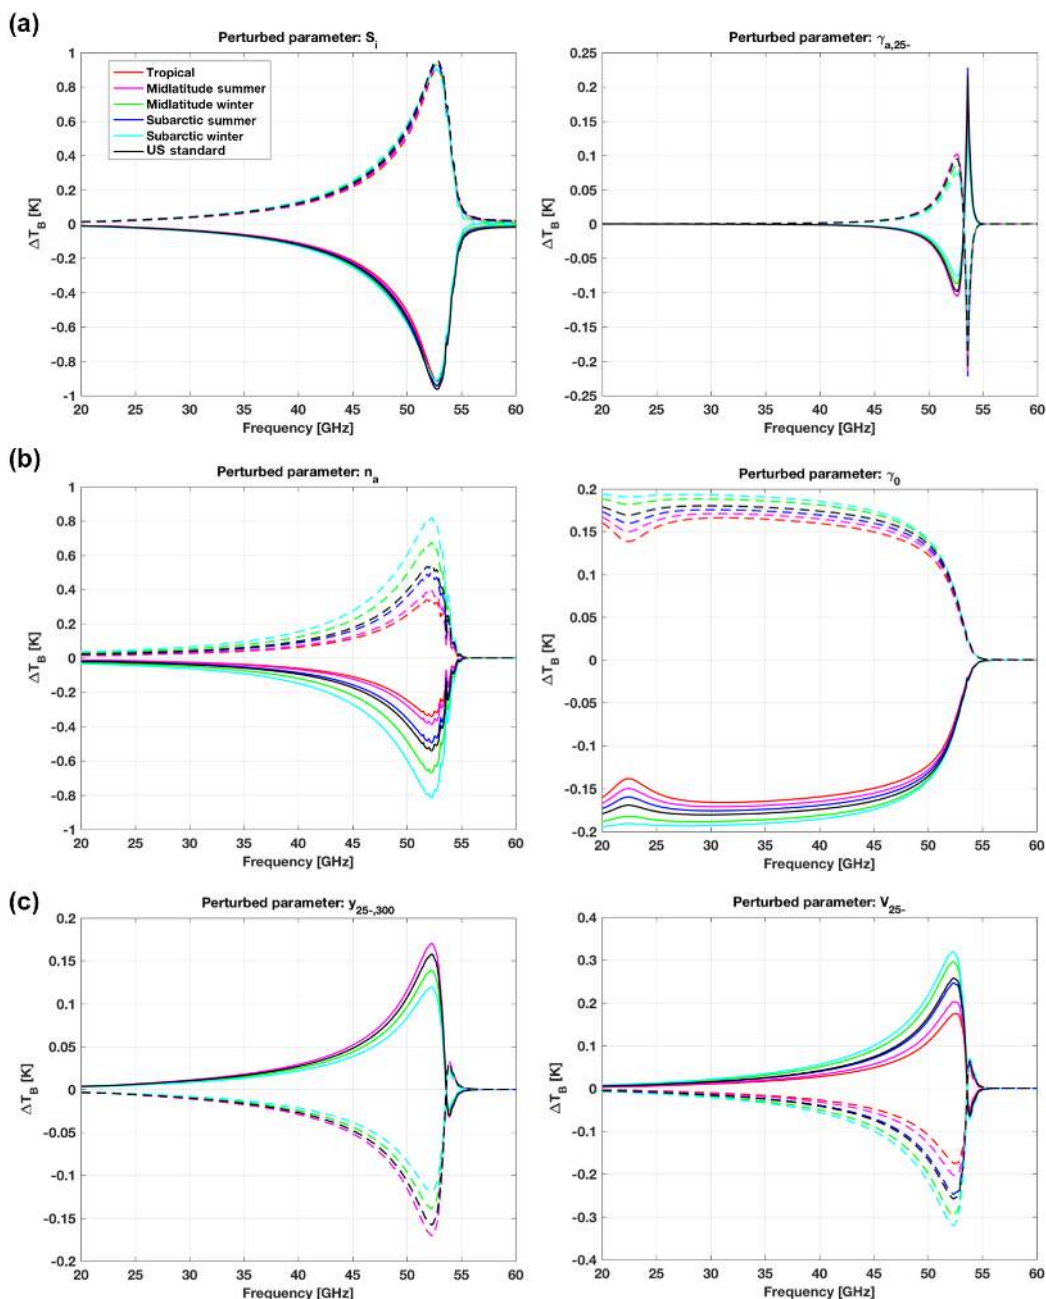 (a)
Perturbed parameter: S_i
ΔT_B [K]
1
0.8
0.6
0.4
0.2
0
-0.2
-0.4
-0.6
-0.8
-1
Tropical
Midlatitude summer
Midlatitude winter
Subarctic summer
Subarctic winter
US standard
20 25 30 35 40 45 50 55 60
Frequency [GHz]
Perturbed parameter: γ_a,25-
ΔT_B [K]
0.25
0.2
0.15
0.1
0.05
0
-0.05
-0.1
-0.15
-0.2
-0.25
20 25 30 35 40 45 50 55 60
Frequency [GHz]
(b)
Perturbed parameter: n_a
ΔT_B [K]
1
0.8
0.6
0.4
0.2
0
-0.2
-0.4
-0.6
-0.8
-1
20 25 30 35 40 45 50 55 60
Frequency [GHz]
Perturbed parameter: γ_0
ΔT_B [K]
0.2
0.15
0.1
0.05
0
-0.05
-0.1
-0.15
-0.2
20 25 30 35 40 45 50 55 60
Frequency [GHz]
(c)
Perturbed parameter: y_25-,300
ΔT_B [K]
0.2
0.15
0.1
0.05
0
-0.05
-0.1
-0.15
-0.2
20 25 30 35 40 45 50 55 60
Frequency [GHz]
Perturbed parameter: V_25-
ΔT_B [K]
0.4
0.3
0.2
0.1
0
-0.1
-0.2
-0.3
-0.4
20 25 30 35 40 45 50 55 60
Frequency [GHz]